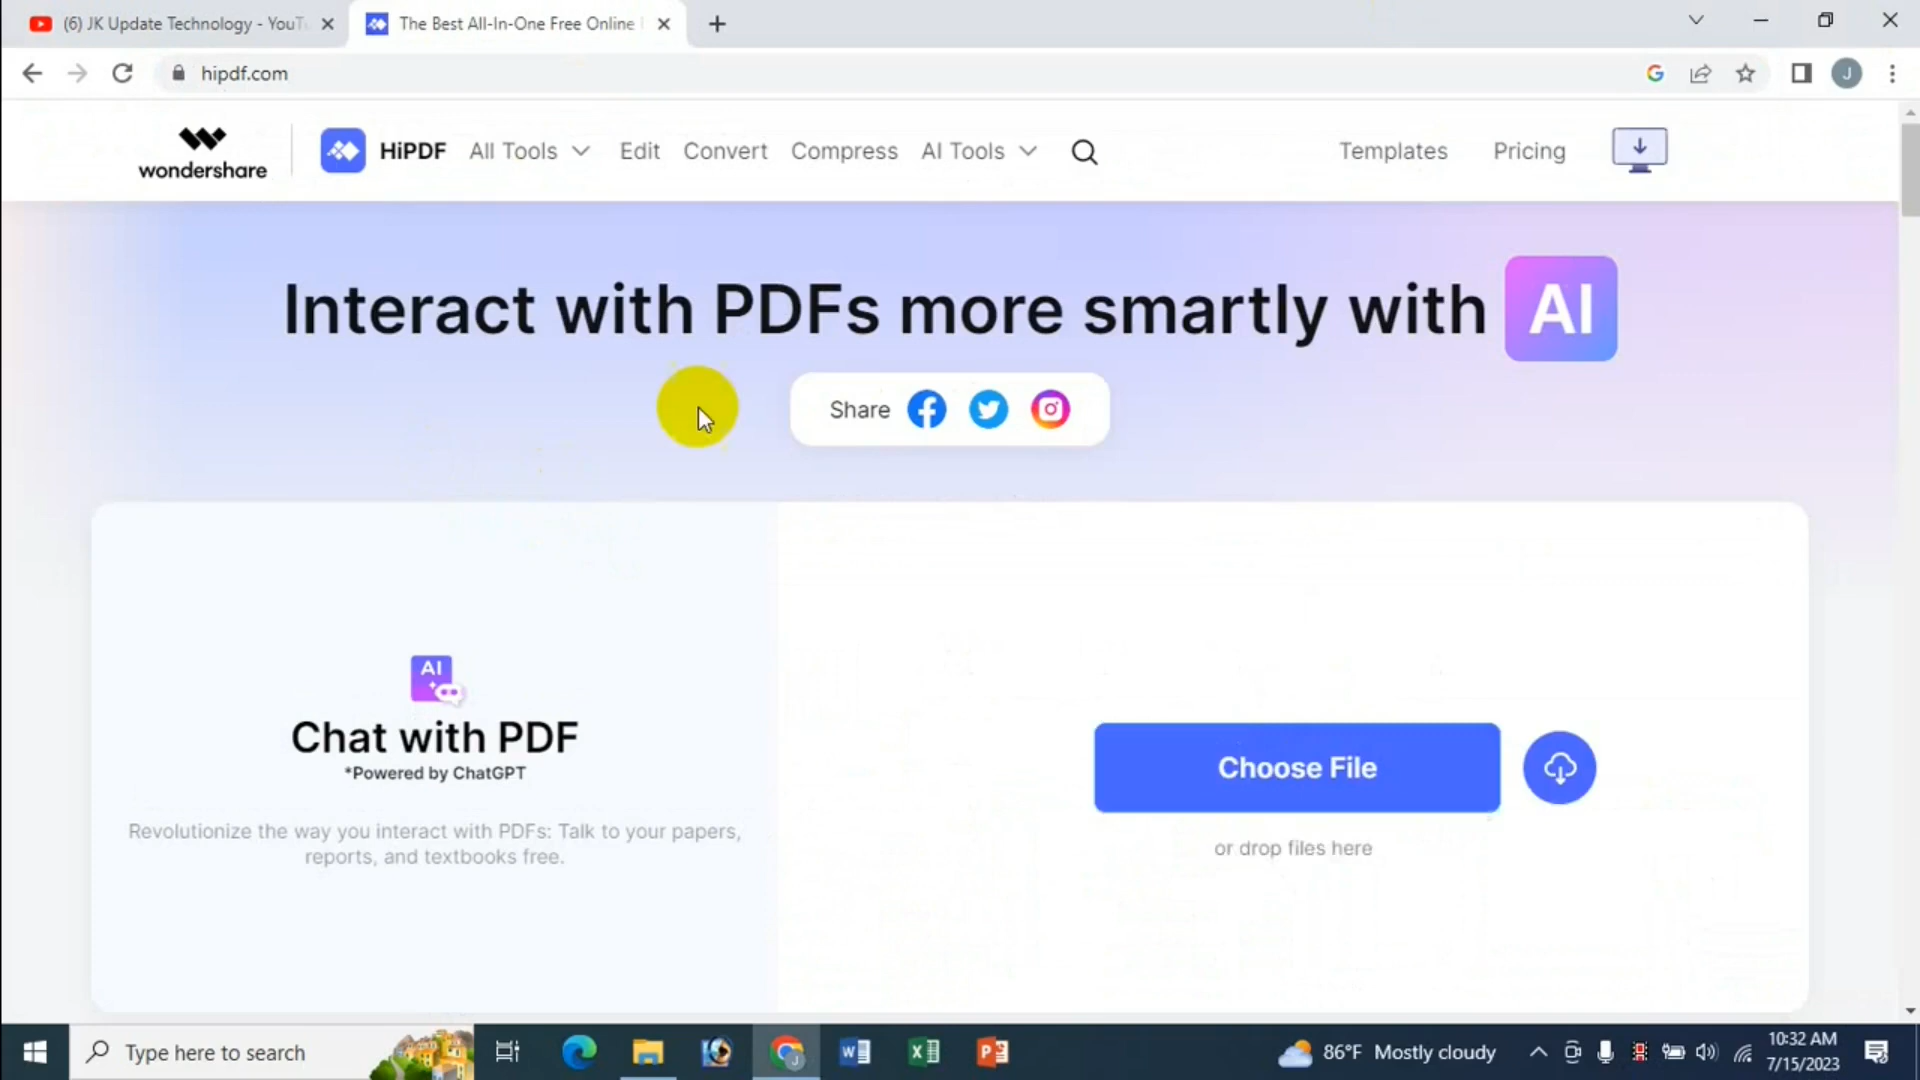 (6) JK Update Technology - YouTu
The Best All-In-One Free Online
hipdf.com
J
wondershare
HiPDF
All Tools
Edit
Convert
Compress
AI Tools
Templates
Pricing
Interact with PDFs more smartly with AI
Share
AI
Chat with PDF
*Powered by ChatGPT
Revolutionize the way you interact with PDFs: Talk to your papers,
reports, and textbooks free.
Choose File
or drop files here
Type here to search
86°F Mostly cloudy
10:32 AM
7/15/2023